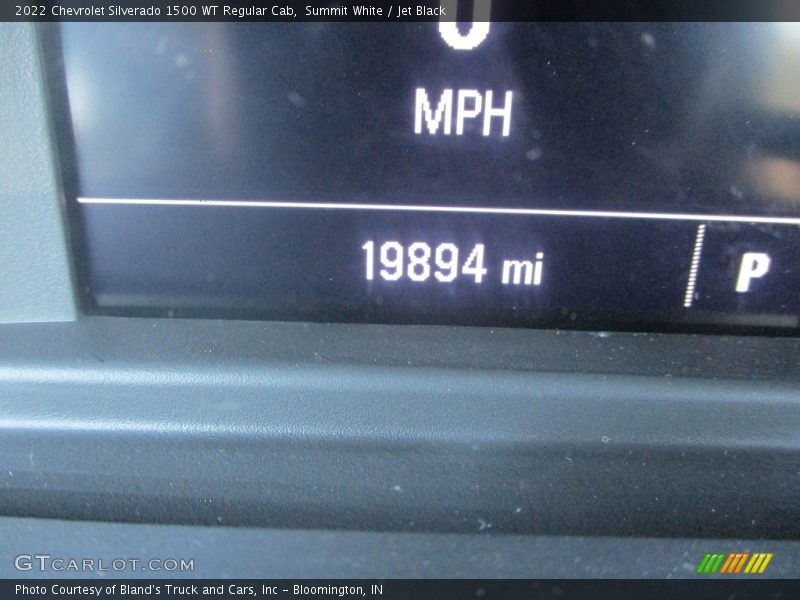 2022 Chevrolet Silverado 1500 WT Regular Cab, Summit White / Jet Black
0
MPH
19894 mi
P
GTCARLOT.COM
Photo Courtesy of Bland's Truck and Cars, Inc - Bloomington, IN